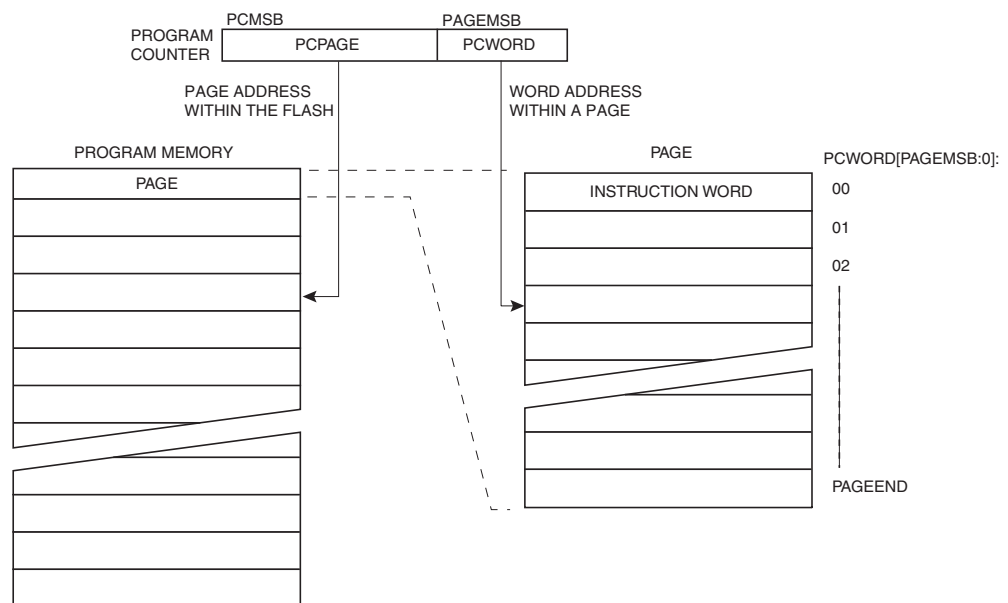 PCMSB
PAGEMSB
PROGRAM
COUNTER
PCPAGE
PCWORD
PAGE ADDRESS
WITHIN THE FLASH
WORD ADDRESS
WITHIN A PAGE
PROGRAM MEMORY
PAGE
PAGE
INSTRUCTION WORD
PCWORD[PAGEMSB:0]:
00
01
02
PAGEEND